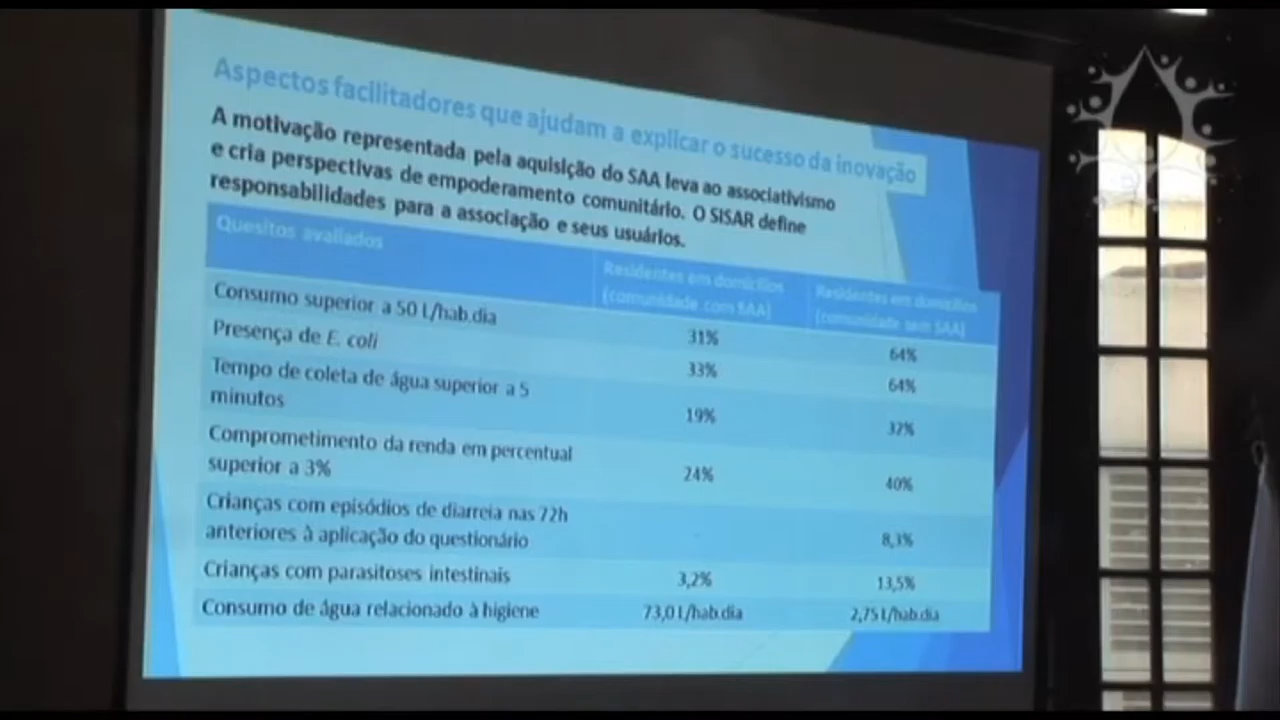 Aspectos facilitadores que ajudam a explicar o sucesso da inovação
A motivação representada pela aquisição do SAA leva ao associativismo
e cria perspectivas de empoderamento comunitário. O SISAR define
responsabilidades para a associação e seus usuários.
Quesitos avaliados
Residentes em domicílios
(comunidade com SAA)
Residentes em domicílios
(comunidade sem SAA)
Consumo superior a 50 l/hab.dia 31% 64%
Presença de E. coli 33% 64%
Tempo de coleta de água superior a 5
minutos 19% 32%
Comprometimento da renda em percentual
superior a 3% 24% 40%
Crianças com episódios de diarreia nas 72h
anteriores à aplicação do questionário - 8,1%
Crianças com parasitoses intestinais 3,2% 13,5%
Consumo de água relacionado à higiene 73,0 l/hab.dia 2,75 l/hab.dia